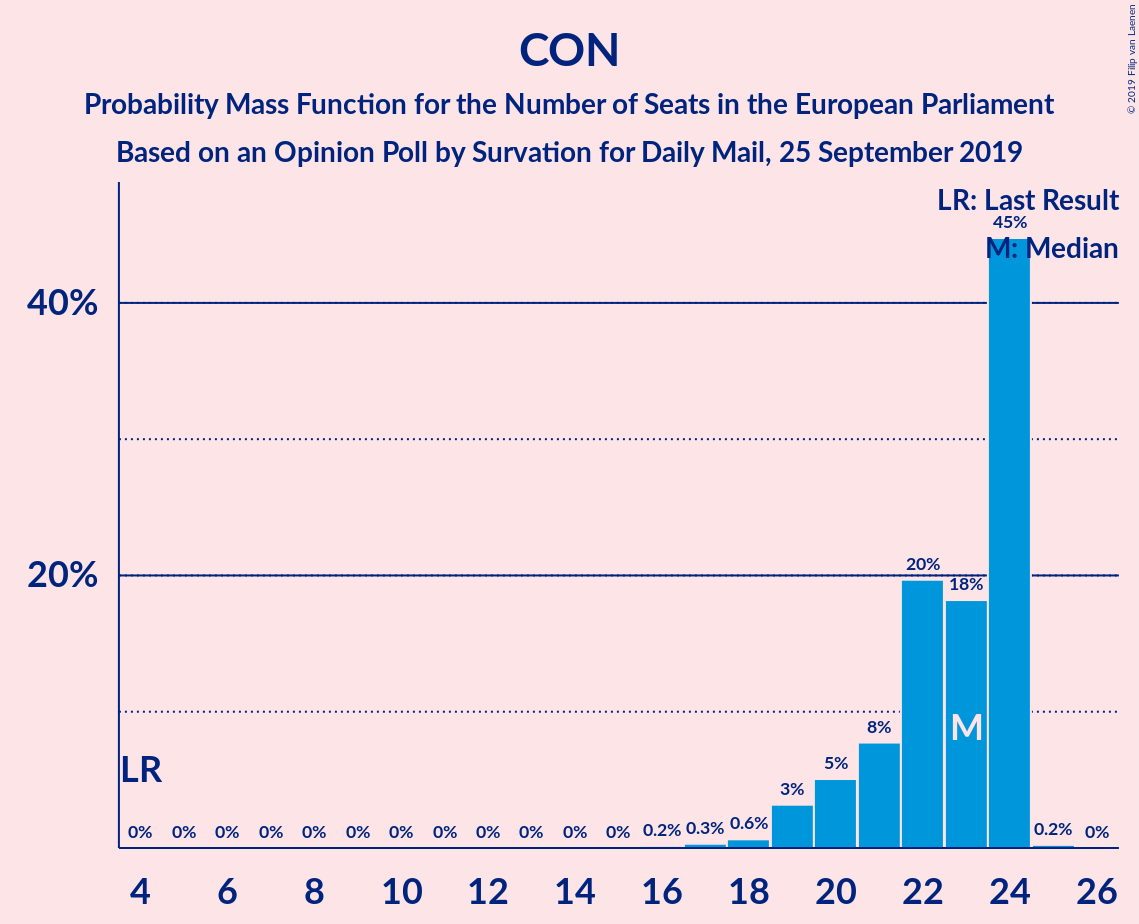 © 2019 Filip van Laenen
CON
Probability Mass Function for the Number of Seats in the European Parliament
Based on an Opinion Poll by Survation for Daily Mail, 25 September 2019
LR: Last Result
45%
M: Median
40%
20%
20%
18%
M
8%
LR
5%
3%
0% 0% 0% 0% 0% 0% 0% 0% 0% 0% 0% 0% 0.2% 0.3% 0.6% 0.2% 0%
4 6 8 10 12 14 16 18 20 22 24 26